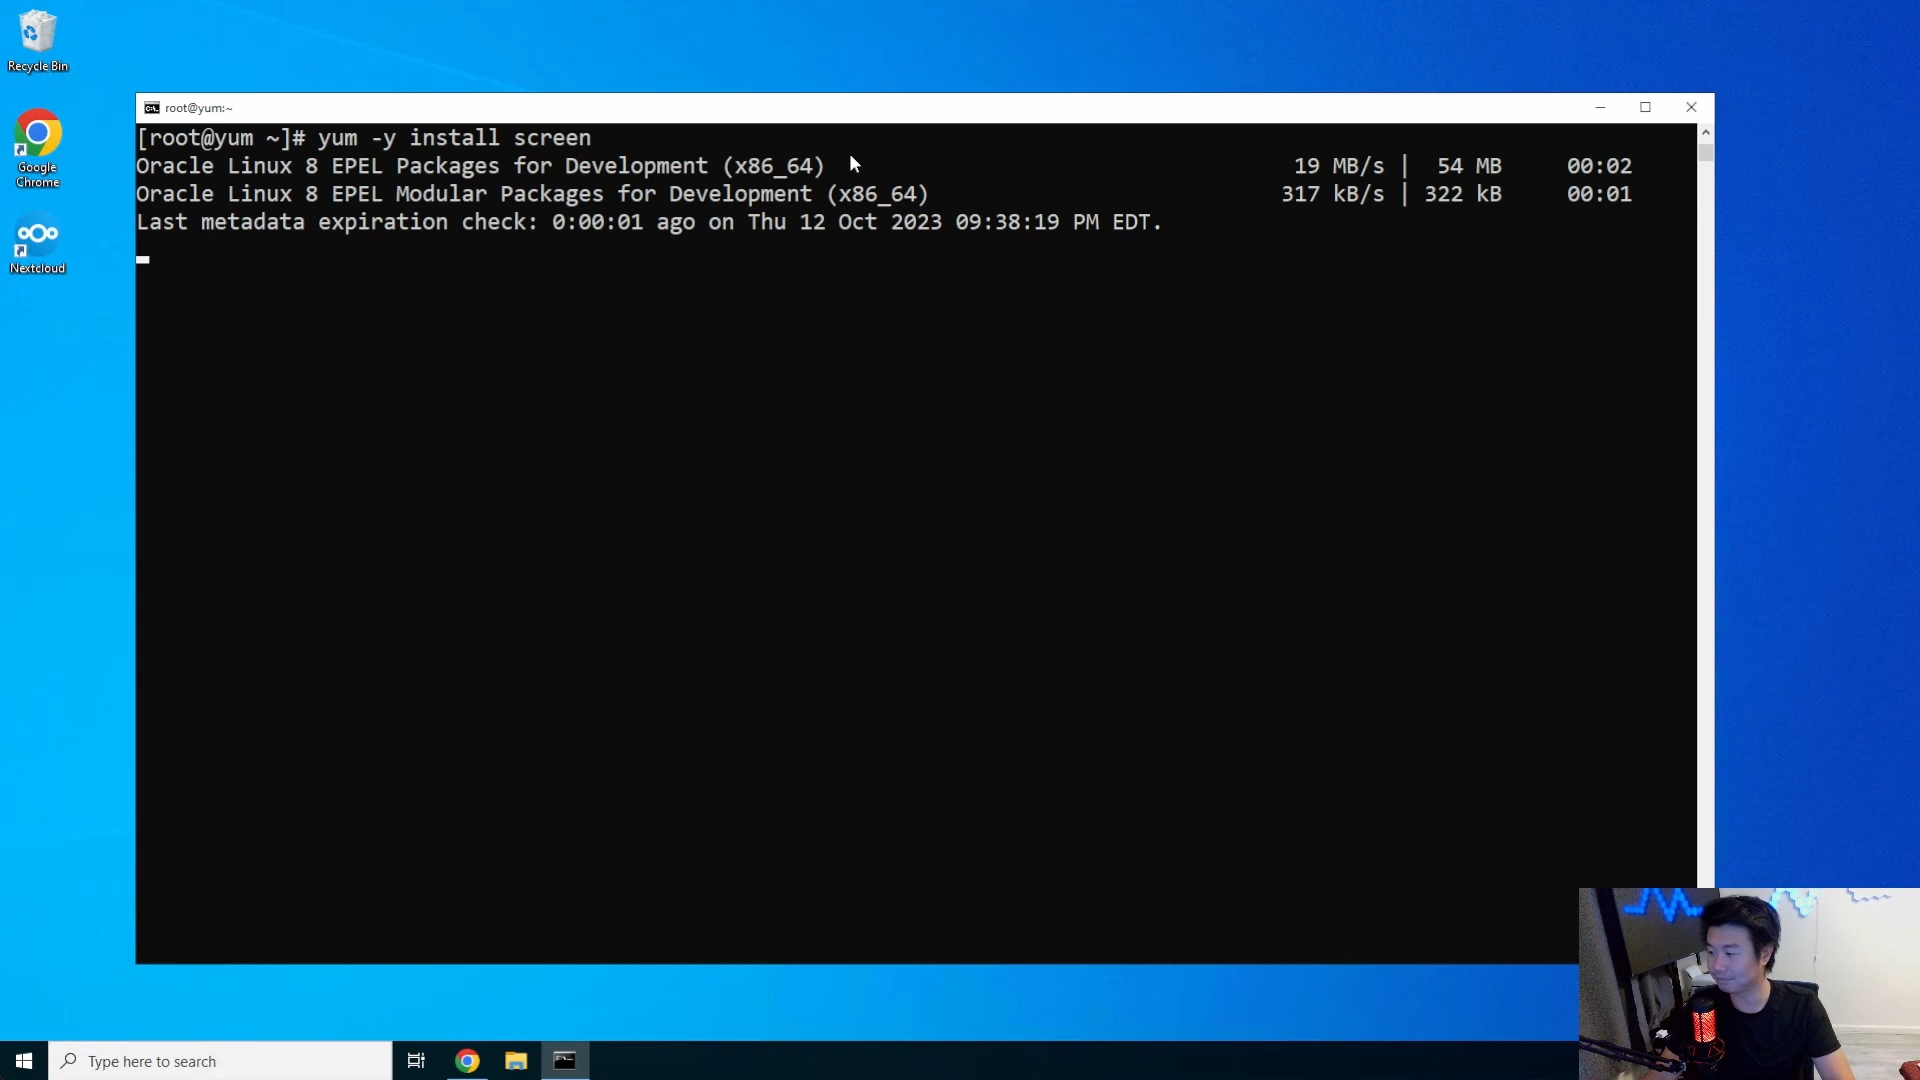 Recycle Bin
Google
Chrome
Nextcloud
root@yum:~
[root@yum ~]# yum -y install screen
Oracle Linux 8 EPEL Packages for Development (x86_64) 19 MB/s | 54 MB 00:02
Oracle Linux 8 EPEL Modular Packages for Development (x86_64) 317 kB/s | 322 kB 00:01
Last metadata expiration check: 0:00:01 ago on Thu 12 Oct 2023 09:38:19 PM EDT.
Type here to search